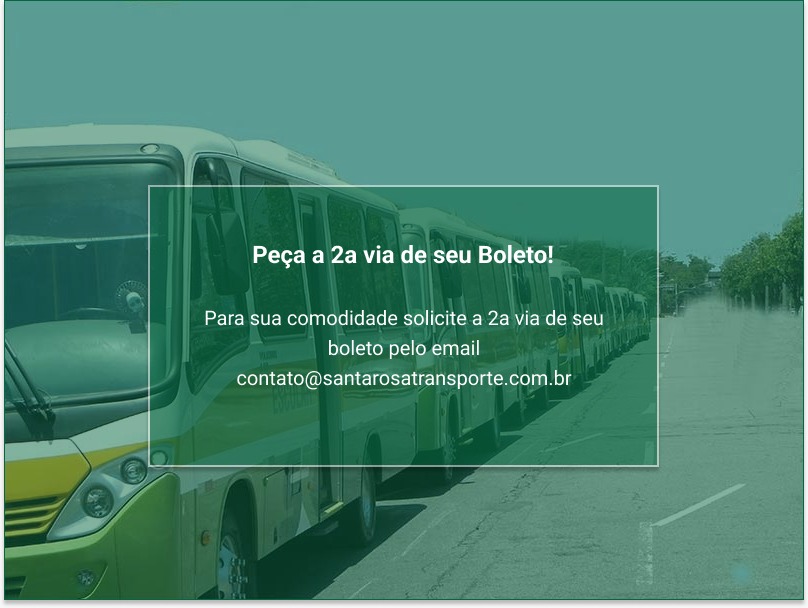 Peça a 2a via de seu Boleto!
Para sua comodidade solicite a 2a via de seu
boleto pelo email
contato@santarosatransporte.com.br